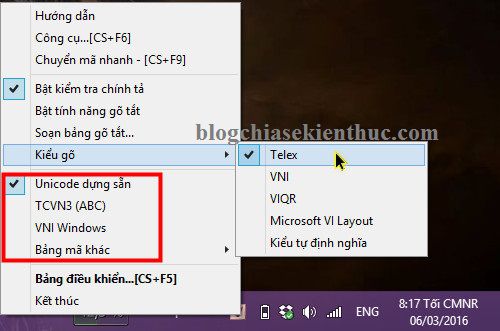 Hướng dẫn
Công cụ...[CS+F6]
Chuyển mã nhanh - [CS+F9]
Bật kiểm tra chính tả
Bật tính năng gõ tắt
Soạn bảng gõ tắt...
blogchiasekienthuc.com
Kiểu gõ
Telex
VNI
VIQR
Microsoft VI Layout
Kiểu tự định nghĩa
Unicode dựng sẵn
TCVN3 (ABC)
VNI Windows
Bảng mã khác
Bảng điều khiển...[CS+F5]
Kết thúc
ENG
8:17 Tối CMNR
06/03/2016